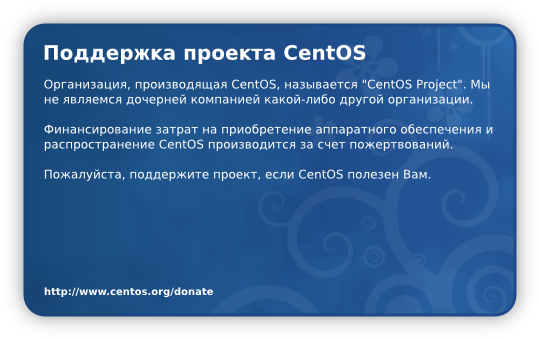 Поддержка проекта CentOS
Организация, производящая CentOS, называется "CentOS Project". Мы
не являемся дочерней компанией какой-либо другой организации.
Финансирование затрат на приобретение аппаратного обеспечения и
распространение CentOS производится за счет пожертвований.
Пожалуйста, поддержите проект, если CentOS полезен Вам.
http://www.centos.org/donate